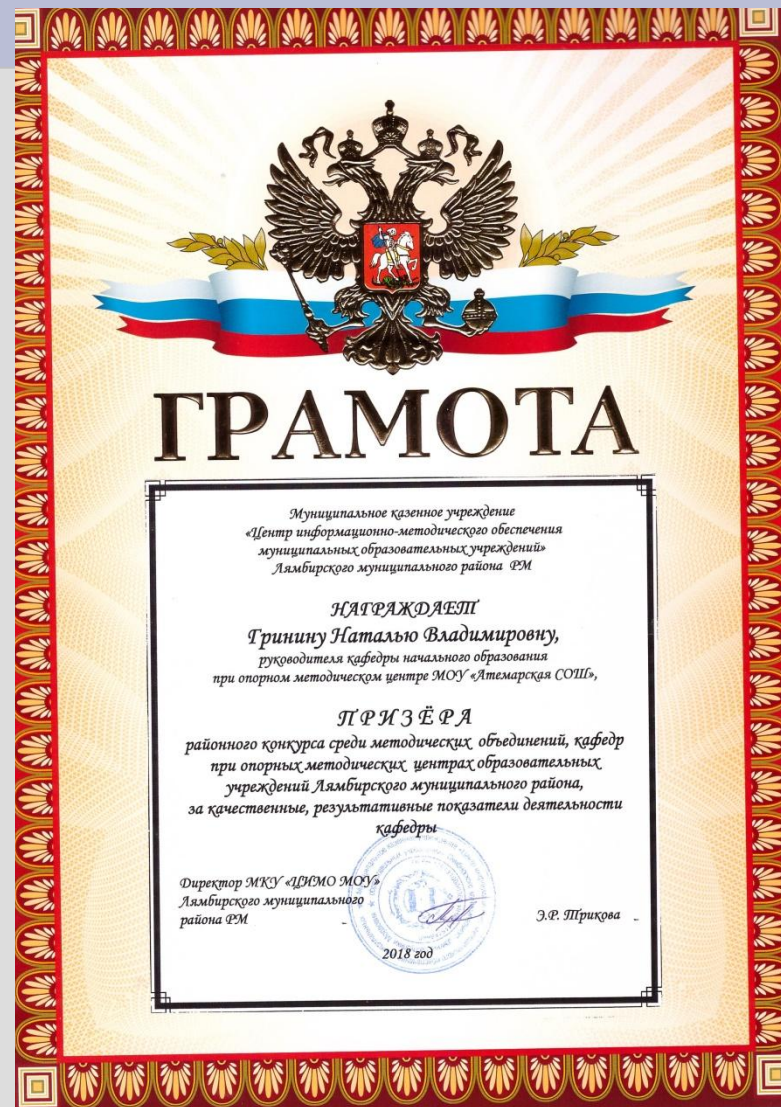 ГРАМОТА
Муниципальное казенное учреждение
«Центр информационно-методического обеспечения
муниципальных образовательных учреждений»
Лямбирского муниципального района РМ
НАГРАЖДАЕТ
Гринину Наталью Владимировну,
руководителя кафедры начального образования
при опорном методическом центре МОУ «Атемарская СОШ»,
ПРИЗЁРА
районного конкурса среди методических объединений, кафедр
при опорных методических центрах образовательных
учреждений Лямбирского муниципального района,
за качественные, результативные показатели деятельности
кафедры
Директор МКУ «ЦИМО МОУ»
Лямбирского муниципального
района РМ
Э.Р. Трикова
2018 год